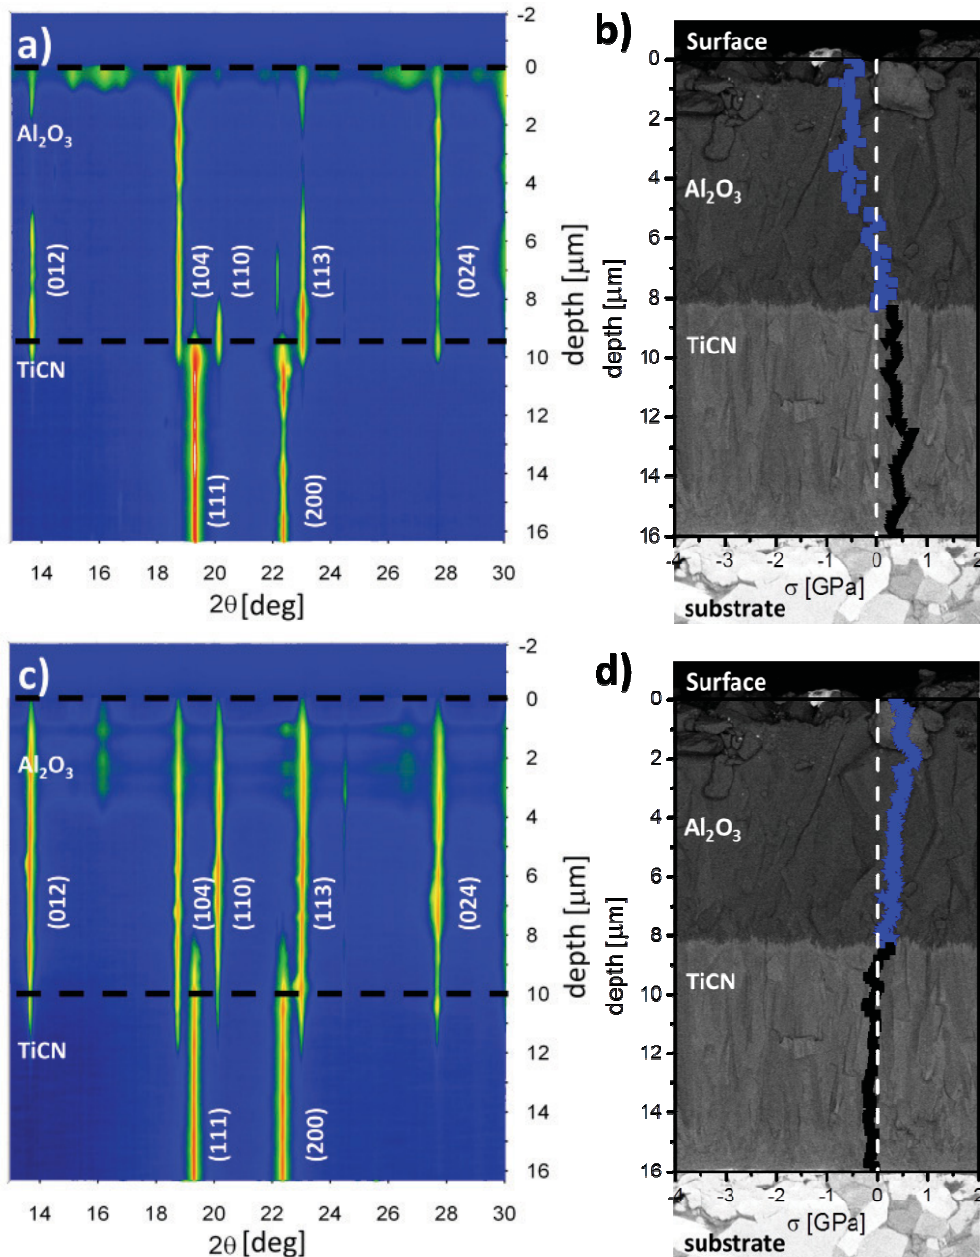 a)
-2
0
2
4
6
8
10
12
14
16
depth [μm]
Al₂O₃
TiCN
(012)
(104)
(110)
(113)
(024)
(111)
(200)
14 16 18 20 22 24 26 28 30
2θ [deg]
b)
Surface
0
2
4
6
8
10
12
14
16
depth [μm]
Al₂O₃
TiCN
-4 -3 -2 -1 0 1 2
σ [GPa]
substrate
c)
-2
0
2
4
6
8
10
12
14
16
depth [μm]
Al₂O₃
TiCN
(012)
(104)
(110)
(113)
(024)
(111)
(200)
14 16 18 20 22 24 26 28 30
2θ [deg]
d)
Surface
0
2
4
6
8
10
12
14
16
depth [μm]
Al₂O₃
TiCN
-4 -3 -2 -1 0 1 2
σ [GPa]
substrate